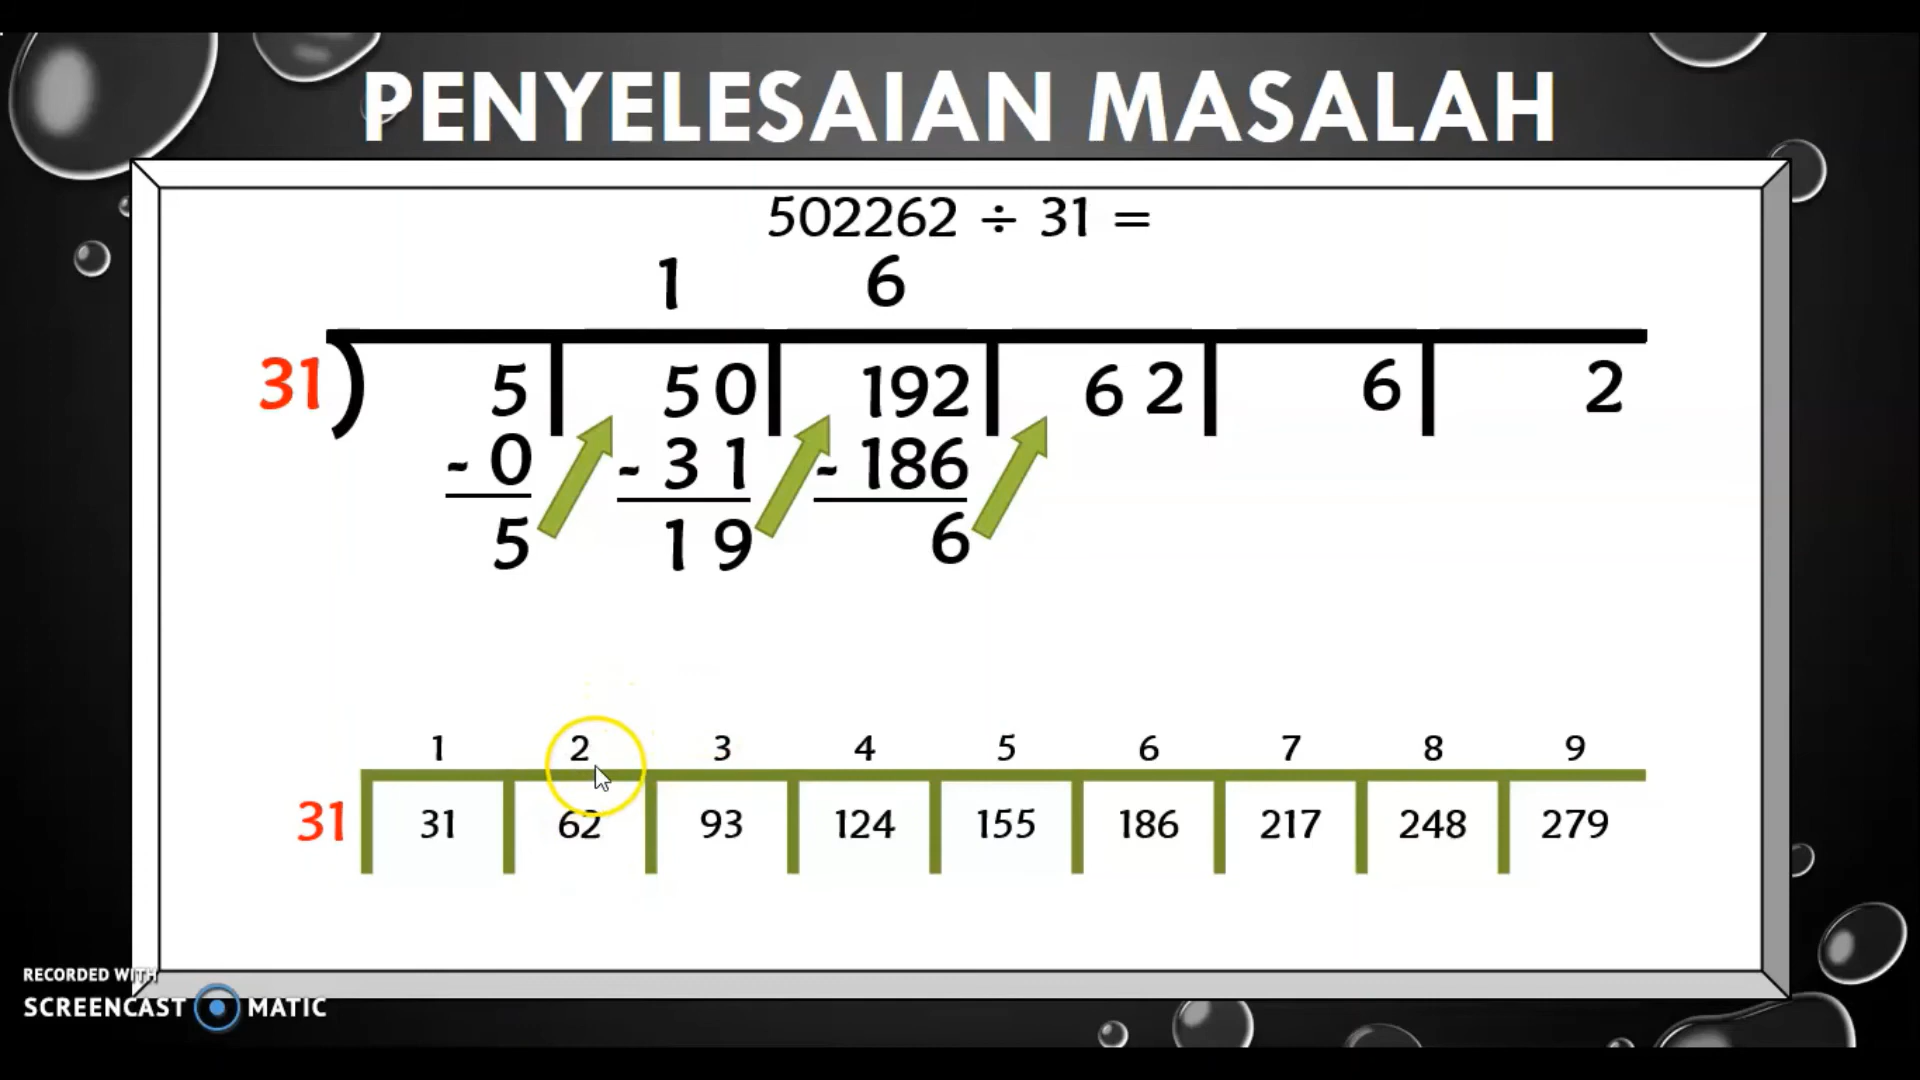 PENYELESAIAN MASALAH
502262 ÷ 31 =
1 6
31 5 50 192 62 6 2
- 0 - 31 - 186
5 19 6
1 2 3 4 5 6 7 8 9
31 31 62 93 124 155 186 217 248 279
RECORDED WITH
SCREENCAST MATIC